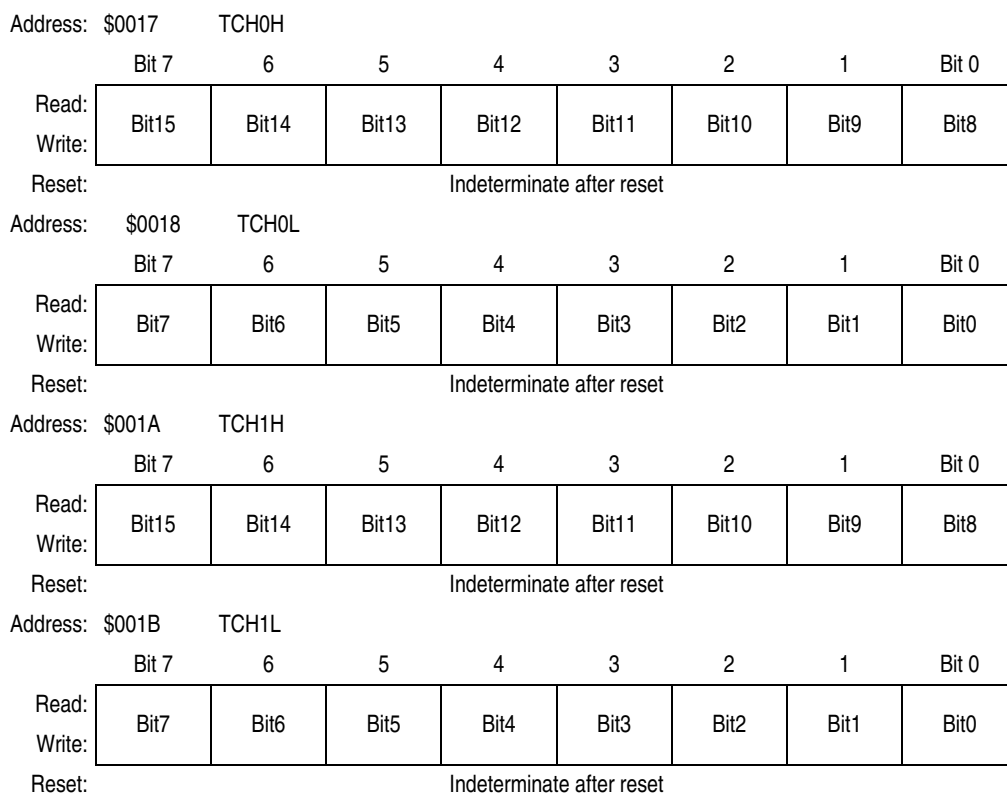 Address: $0017 TCH0H
Bit 7 6 5 4 3 2 1 Bit 0
Read:
Bit15 Bit14 Bit13 Bit12 Bit11 Bit10 Bit9 Bit8
Write:
Reset: Indeterminate after reset
Address: $0018 TCH0L
Bit 7 6 5 4 3 2 1 Bit 0
Read:
Bit7 Bit6 Bit5 Bit4 Bit3 Bit2 Bit1 Bit0
Write:
Reset: Indeterminate after reset
Address: $001A TCH1H
Bit 7 6 5 4 3 2 1 Bit 0
Read:
Bit15 Bit14 Bit13 Bit12 Bit11 Bit10 Bit9 Bit8
Write:
Reset: Indeterminate after reset
Address: $001B TCH1L
Bit 7 6 5 4 3 2 1 Bit 0
Read:
Bit7 Bit6 Bit5 Bit4 Bit3 Bit2 Bit1 Bit0
Write:
Reset: Indeterminate after reset